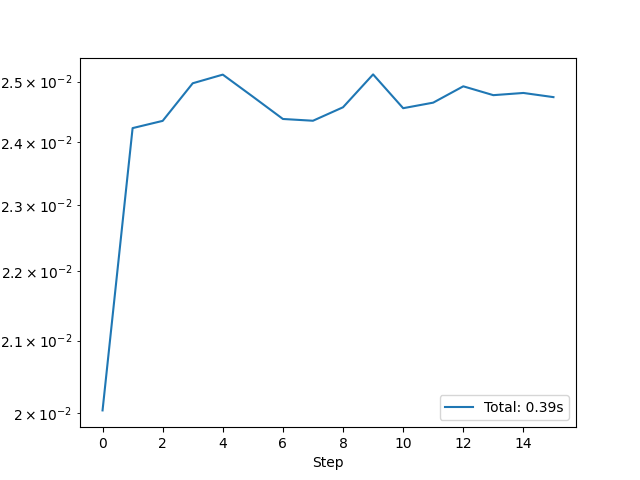 2.5 × 10⁻²
2.4 × 10⁻²
2.3 × 10⁻²
2.2 × 10⁻²
2.1 × 10⁻²
2 × 10⁻²
Total: 0.39s
0 2 4 6 8 10 12 14
Step